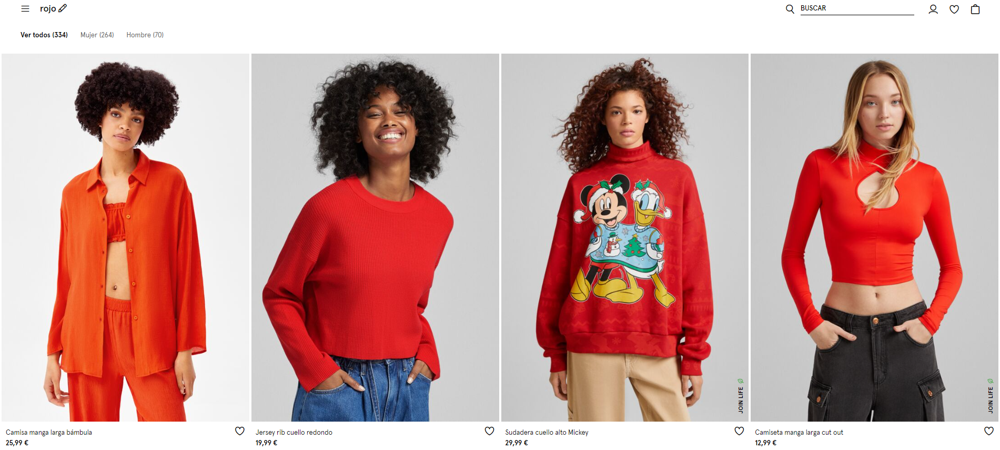 rojo
BUSCAR
Ver todos (334) Mujer (264) Hombre (70)
JOIN LIFE
JOIN LIFE
Camisa manga larga bámbula
25,99 €
Jersey rib cuello redondo
19,99 €
Sudadera cuello alto Mickey
29,99 €
Camiseta manga larga cut out
12,99 €